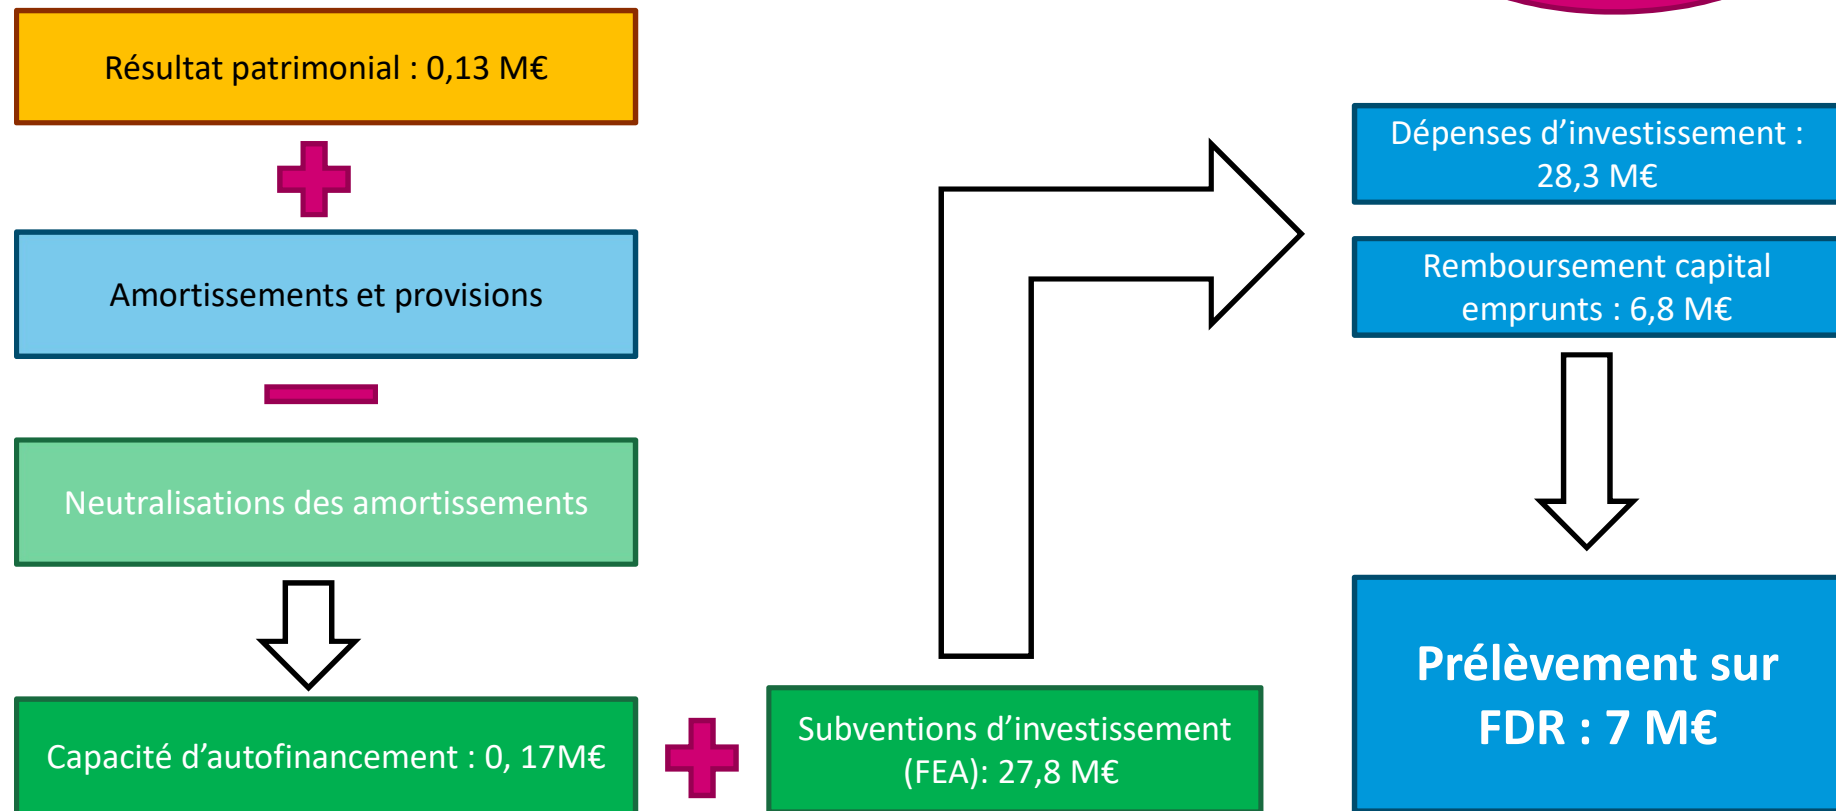 Résultat patrimonial : 0,13 M€
Amortissements et provisions
Neutralisations des amortissements
Capacité d'autofinancement : 0, 17M€
Subventions d'investissement
(FEA): 27,8 M€
Dépenses d'investissement :
28,3 M€
Remboursement capital
emprunts : 6,8 M€
Prélèvement sur
FDR : 7 M€